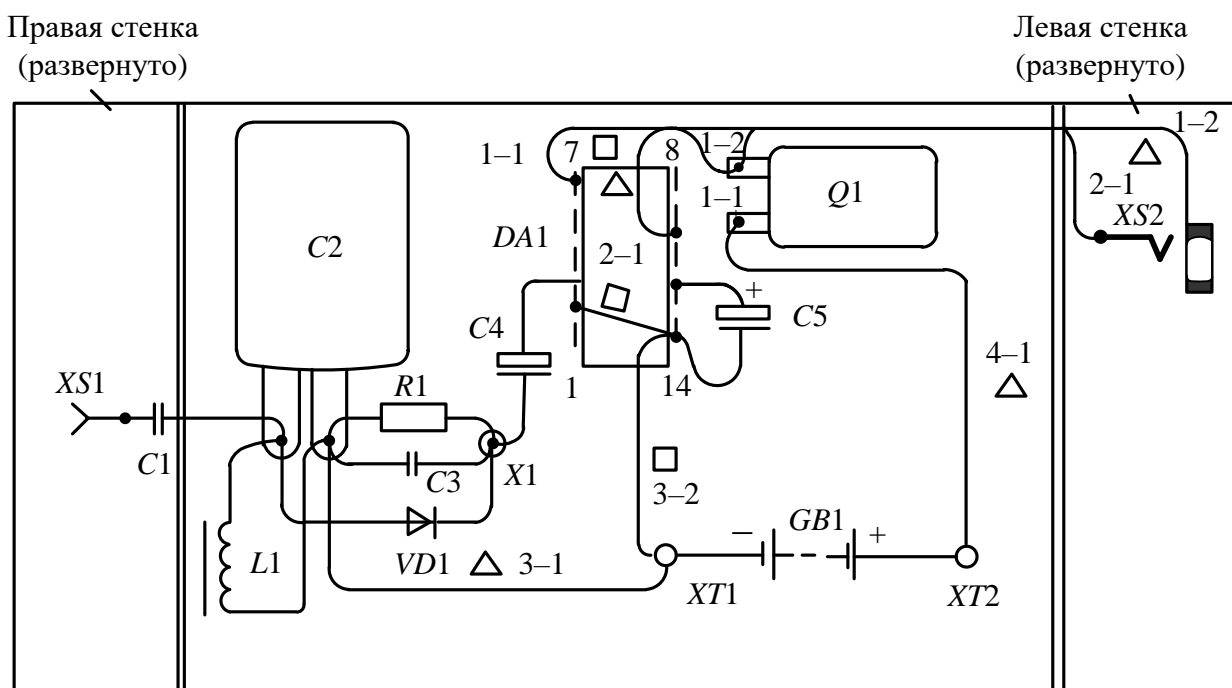 Правая стенка
(развернуто)
Левая стенка
(развернуто)
1–2
1–1
7
8
1–2
2–1
XS2
1–1
Q1
C2
DA1
2–1
+
C5
C4
XS1
R1
1
14
4–1
C1
C3
X1
3–2
GB1
–
+
L1
VD1
3–1
XT1
XT2